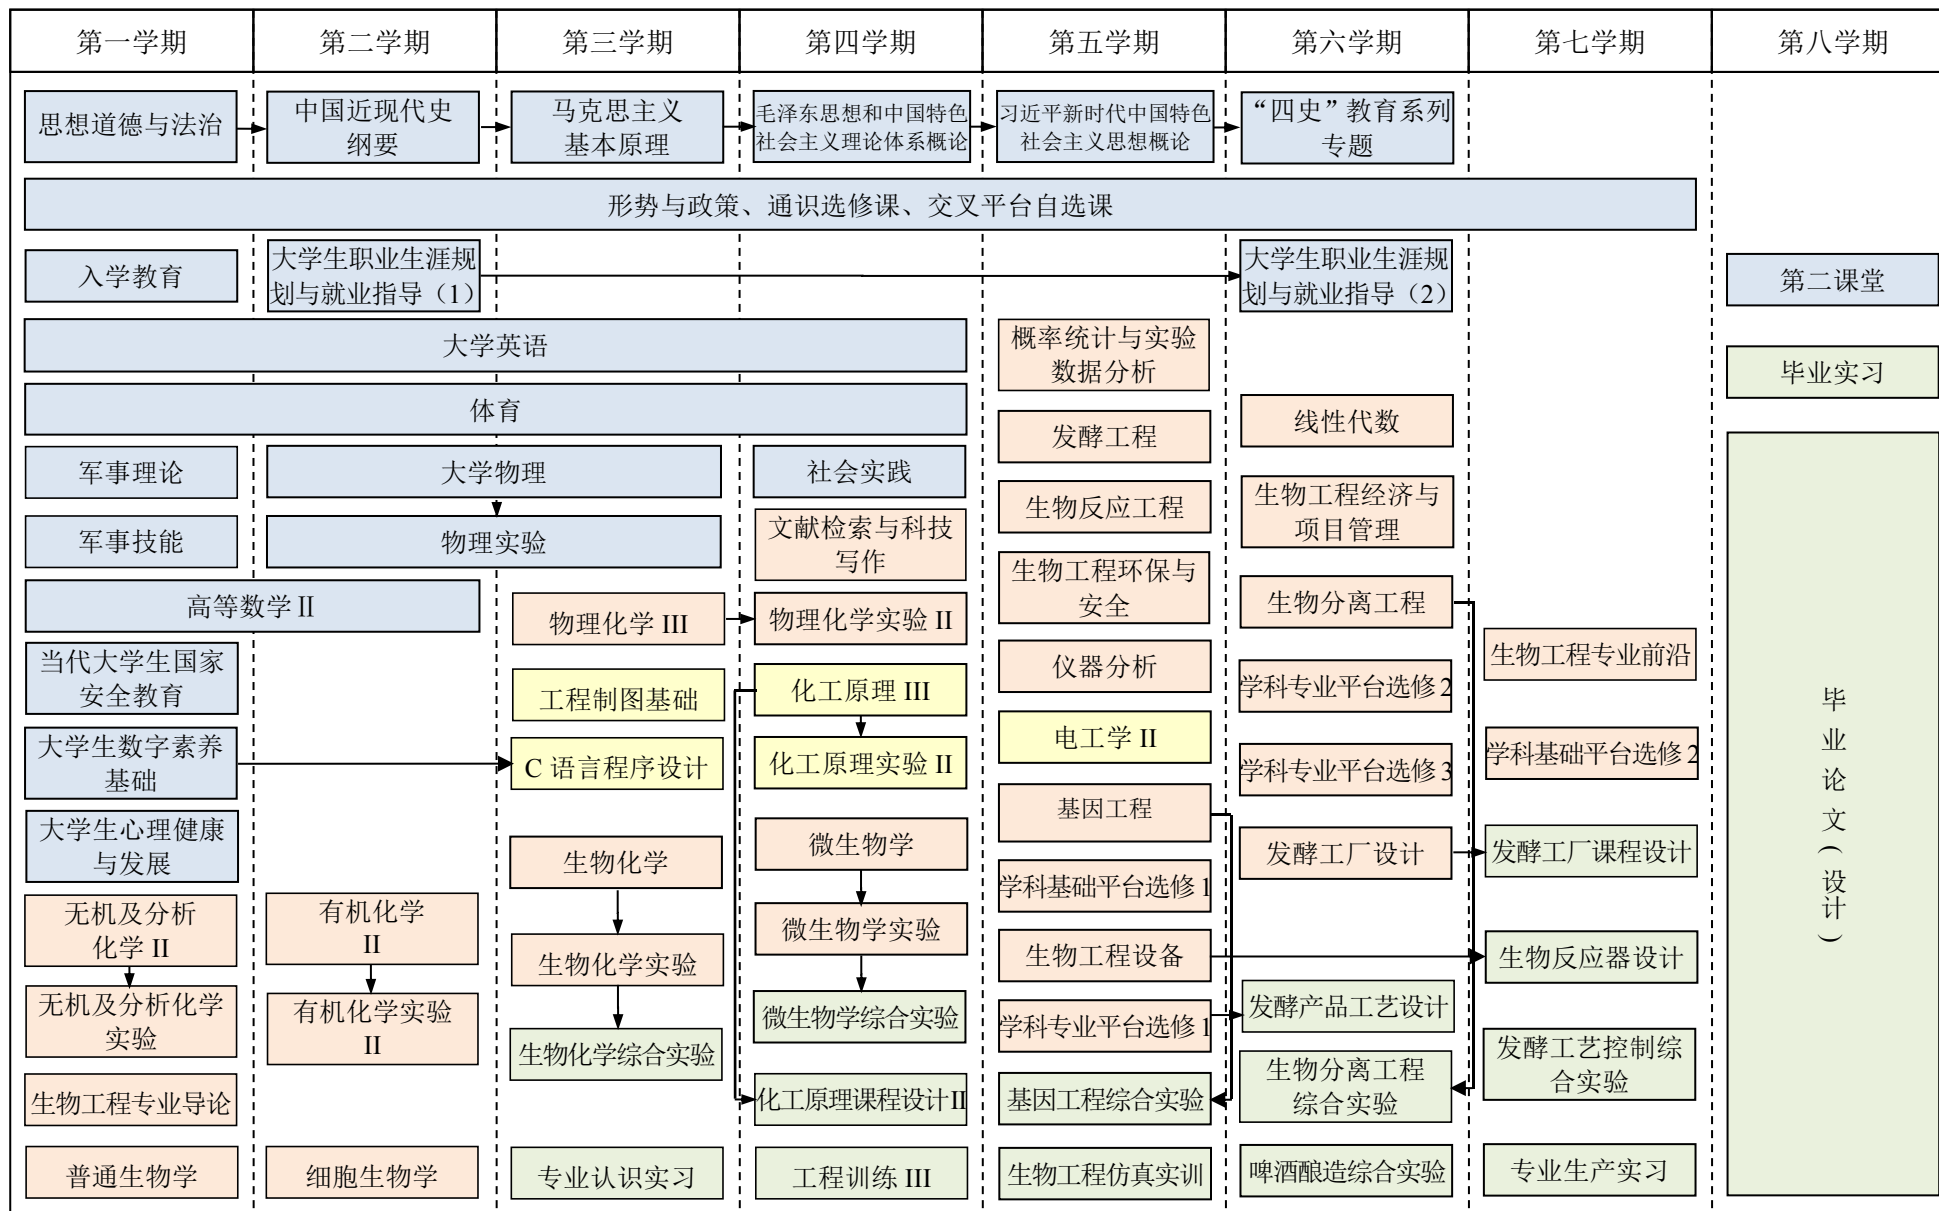 第一学期
第二学期
第三学期
第四学期
第五学期
第六学期
第七学期
第八学期
思想道德与法治
中国近现代史
纲要
马克思主义
基本原理
毛泽东思想和中国特色
社会主义理论体系概论
习近平新时代中国特色
社会主义思想概论
“四史”教育系列
专题
形势与政策、通识选修课、交叉平台自选课
入学教育
大学生职业生涯规
划与就业指导（1）
大学生职业生涯规
划与就业指导（2）
第二课堂
大学英语
概率统计与实验
数据分析
毕业实习
体育
发酵工程
线性代数
军事理论
大学物理
社会实践
生物反应工程
生物工程经济与
项目管理
军事技能
物理实验
文献检索与科技
写作
生物工程环保与
安全
高等数学Ⅱ
物理化学 III
物理化学实验 II
生物分离工程
当代大学生国家
安全教育
工程制图基础
化工原理 III
仪器分析
学科专业平台选修 2
生物工程专业前沿
大学生数字素养
基础
C 语言程序设计
化工原理实验 II
电工学 II
学科专业平台选修 3
学科基础平台选修 2
大学生心理健康
与发展
生物化学
微生物学
基因工程
发酵工厂设计
发酵工厂课程设计
学科基础平台选修 1
无机及分析
化学 II
有机化学
II
生物化学实验
微生物学实验
生物工程设备
生物反应器设计
无机及分析化学
实验
有机化学实验
II
生物化学综合实验
微生物学综合实验
学科专业平台选修 1
发酵产品工艺设计
发酵工艺控制综
合实验
生物工程专业导论
化工原理课程设计 II
基因工程综合实验
生物分离工程
综合实验
普通生物学
细胞生物学
专业认识实习
工程训练 III
生物工程仿真实训
啤酒酿造综合实验
专业生产实习
毕业论文（设计）